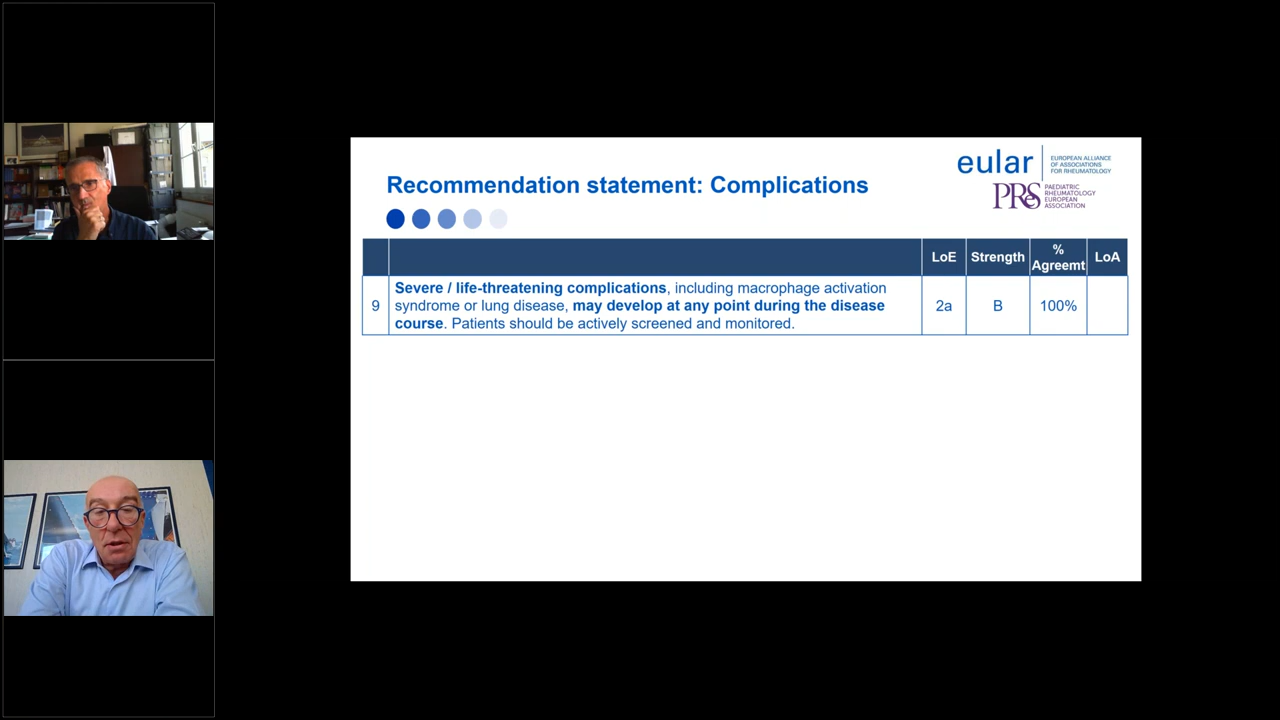 eular
EUROPEAN ALLIANCE
OF ASSOCIATIONS
FOR RHEUMATOLOGY
PReS
PAEDIATRIC
RHEUMATOLOGY
EUROPEAN
ASSOCIATION
Recommendation statement: Complications
LoE
Strength
%
Agreemt
LoA
9
Severe / life-threatening complications, including macrophage activation
syndrome or lung disease, may develop at any point during the disease
course. Patients should be actively screened and monitored.
2a
B
100%